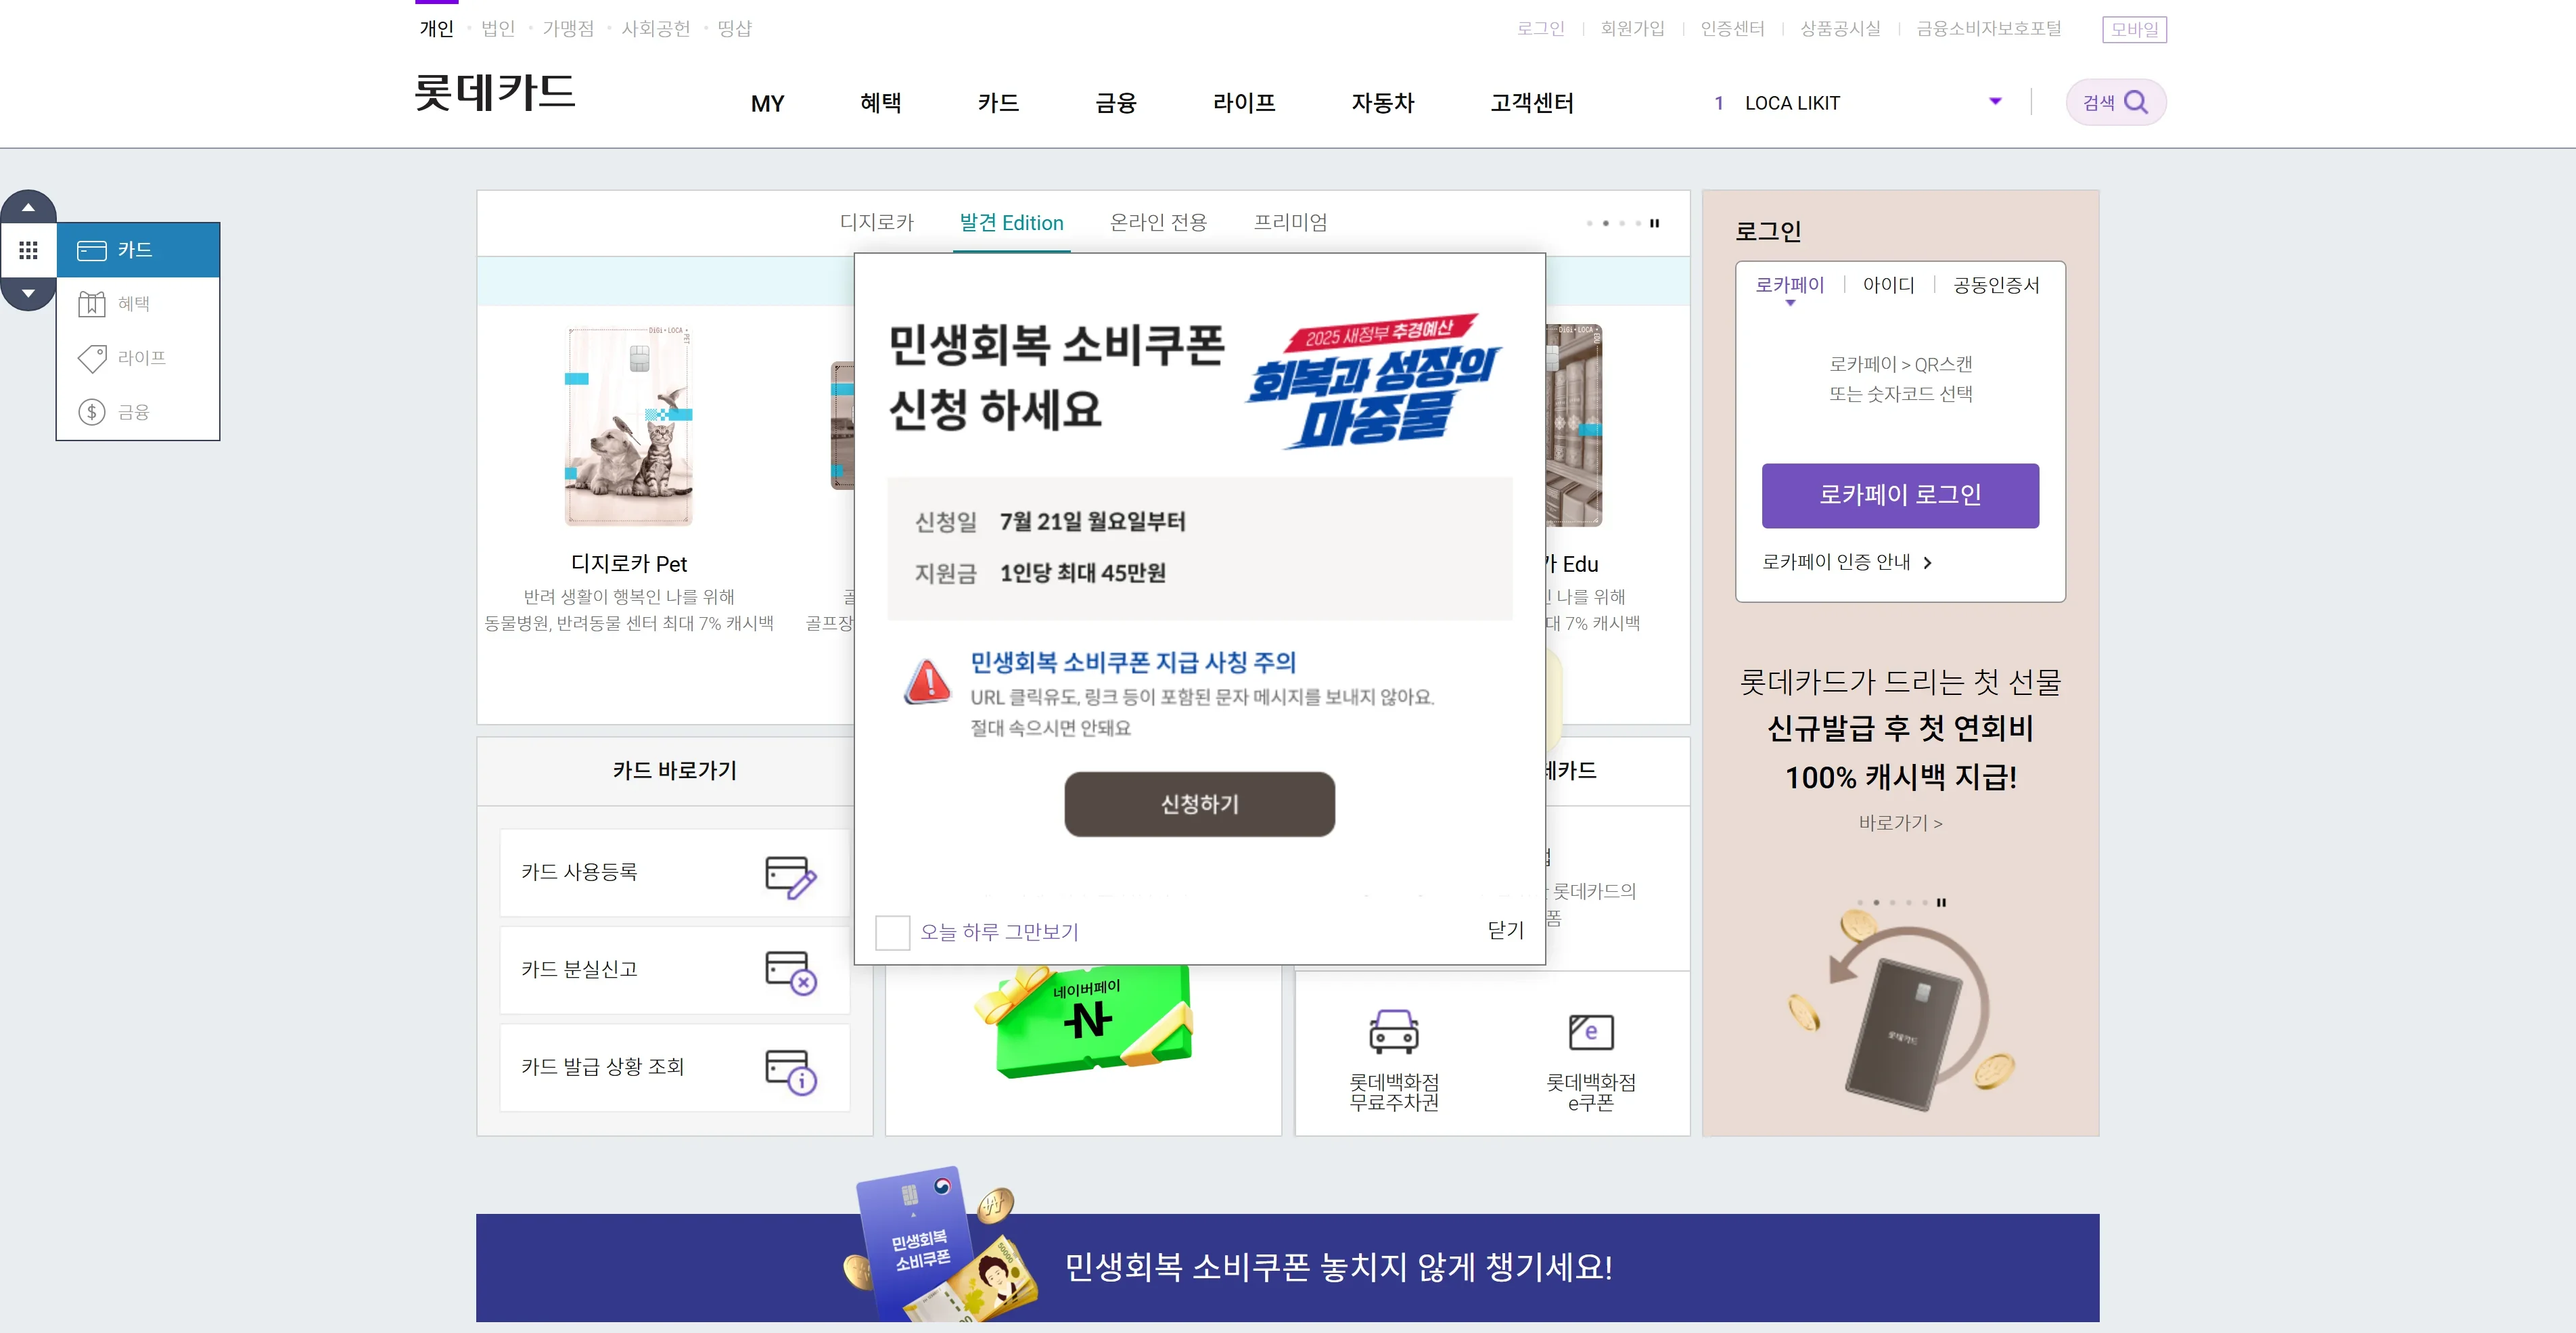 개인
법인
가맹점
사회공헌
띵샵
로그인
회원가입
인증센터
상품공시실
금융소비자보호포털
모바일
롯데카드
MY
혜택
카드
금융
라이프
자동차
고객센터
1 LOCA LIKIT
검색
카드
혜택
라이프
금융
디지로카
발견 Edition
온라인 전용
프리미엄
DIGI LOCA
PET
디지로카 Pet
반려 생활이 행복인 나를 위해
동물병원, 반려동물 센터 최대 7% 캐시백
골프장
DIGI LOCA
EDU
Edu
나를 위해
7% 캐시백
민생회복 소비쿠폰
신청 하세요
2025 새정부 추경예산
회복과 성장의
마중물
신청일 7월 21일 월요일부터
지원금 1인당 최대 45만원
민생회복 소비쿠폰 지급 사칭 주의
URL 클릭유도, 링크 등이 포함된 문자 메시지를 보내지 않아요.
절대 속으시면 안돼요
신청하기
오늘 하루 그만보기
닫기
카드 바로가기
카드 사용등록
카드 분실신고
카드 발급 상황 조회
네이버페이
N
카드
롯데카드의
폼
롯데백화점
무료주차권
e
롯데백화점
e쿠폰
로그인
로카페이
아이디
공동인증서
로카페이 > QR스캔
또는 숫자코드 선택
로카페이 로그인
로카페이 인증 안내 >
롯데카드가 드리는 첫 선물
신규발급 후 첫 연회비
100% 캐시백 지급!
바로가기 >
롯데카드
민생회복
소비쿠폰
민생회복 소비쿠폰 놓치지 않게 챙기세요!